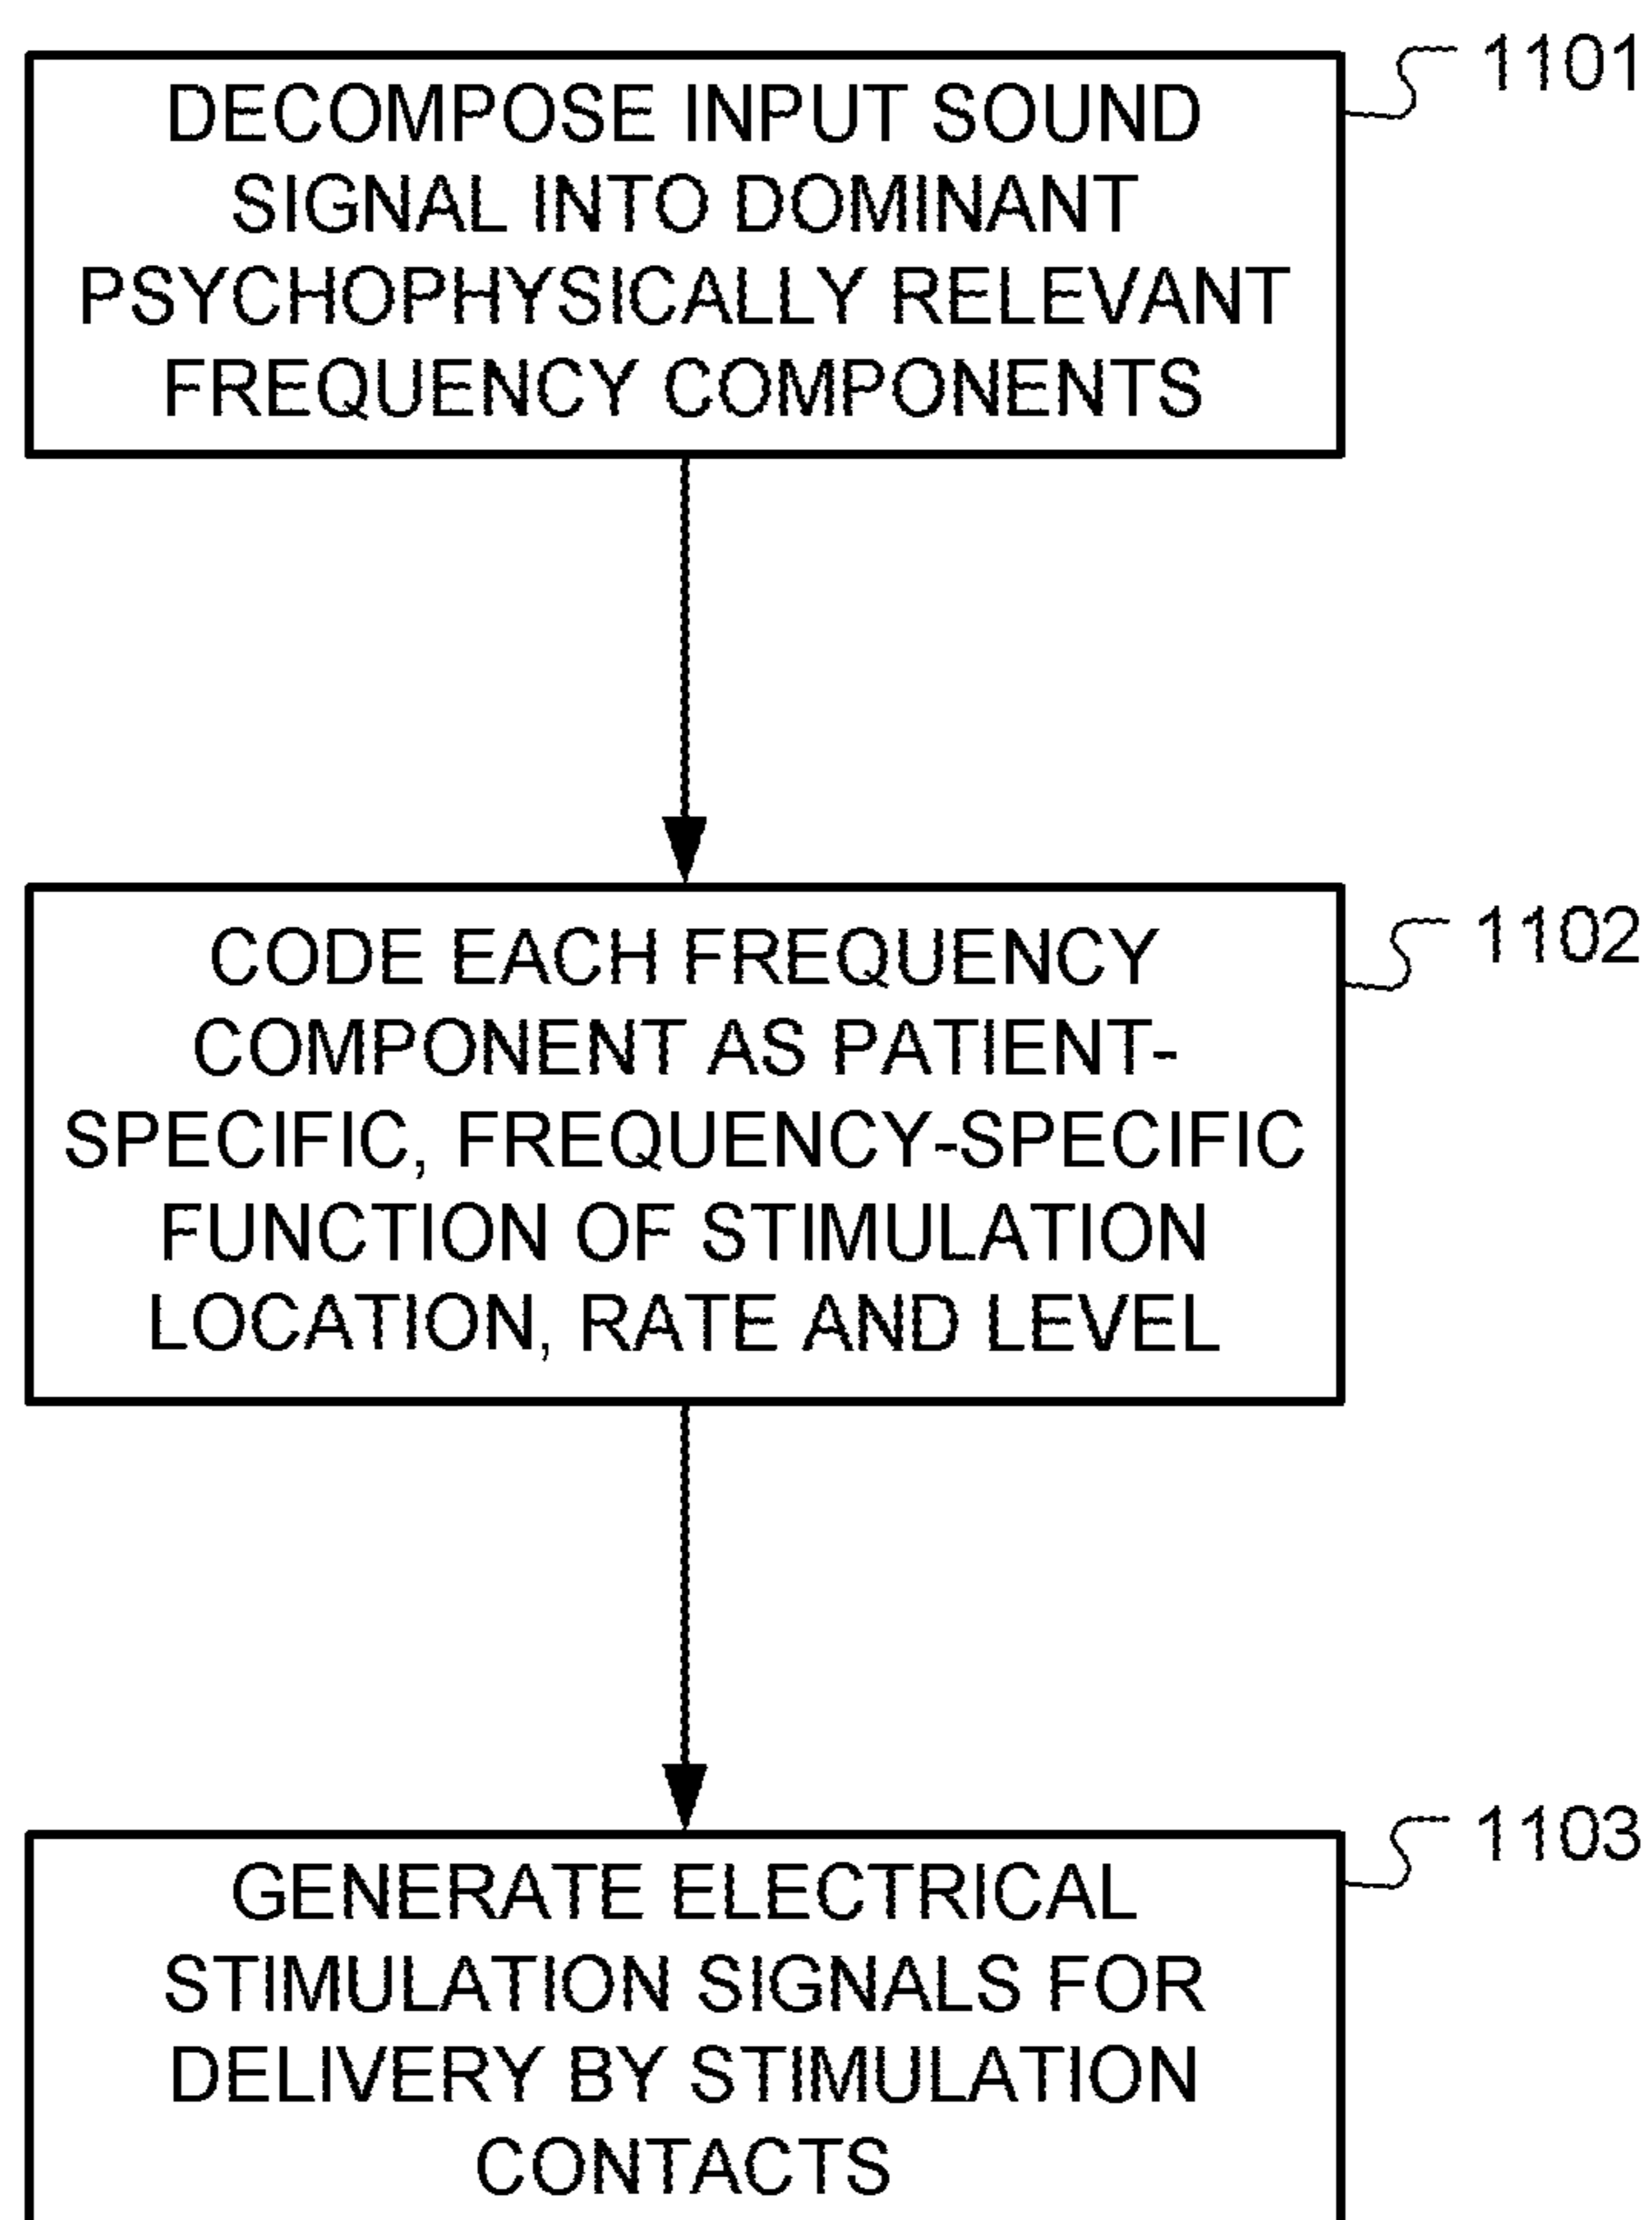 1101
DECOMPOSE INPUT SOUND
SIGNAL INTO DOMINANT
PSYCHOPHYSICALLY RELEVANT
FREQUENCY COMPONENTS
1102
CODE EACH FREQUENCY
COMPONENT AS PATIENT-
SPECIFIC, FREQUENCY-SPECIFIC
FUNCTION OF STIMULATION
LOCATION, RATE AND LEVEL
1103
GENERATE ELECTRICAL
STIMULATION SIGNALS FOR
DELIVERY BY STIMULATION
CONTACTS